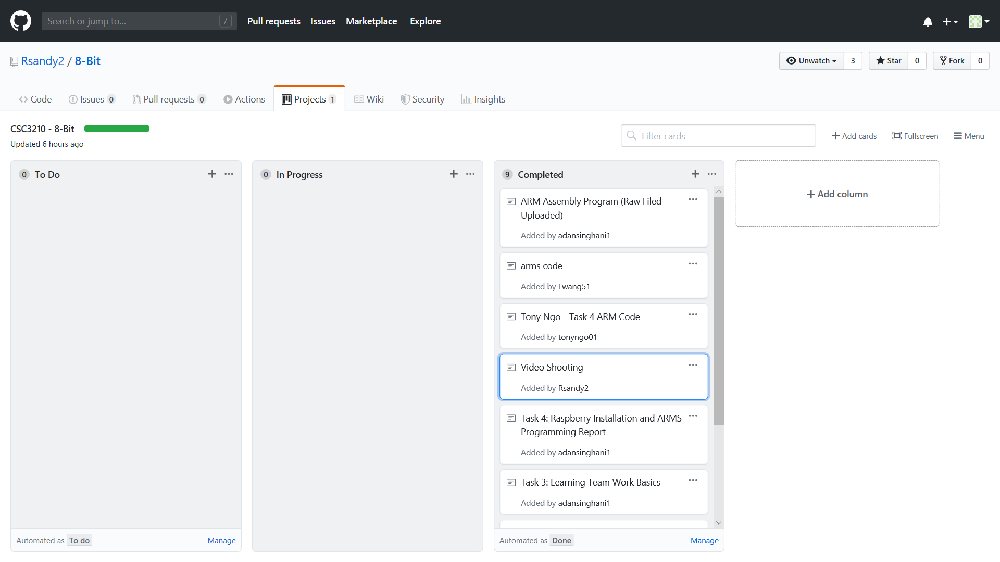 Search or jump to... /
Pull requests Issues Marketplace Explore
Rsandy2 / 8-Bit
Unwatch 3 Star 0 Fork 0
Code Issues 0 Pull requests 0 Actions Projects 1 Wiki Security Insights
CSC3210 - 8-Bit
Updated 6 hours ago
Filter cards
Add cards Fullscreen Menu
0 To Do
Automated as To do Manage
0 In Progress
9 Completed
ARM Assembly Program (Raw Filed
Uploaded)
Added by adansinghani1
arms code
Added by Lwang51
Tony Ngo - Task 4 ARM Code
Added by tonyngo01
Video Shooting
Added by Rsandy2
Task 4: Raspberry Installation and ARMS
Programming Report
Added by adansinghani1
Task 3: Learning Team Work Basics
Added by adansinghani1
Automated as Done Manage
Add column